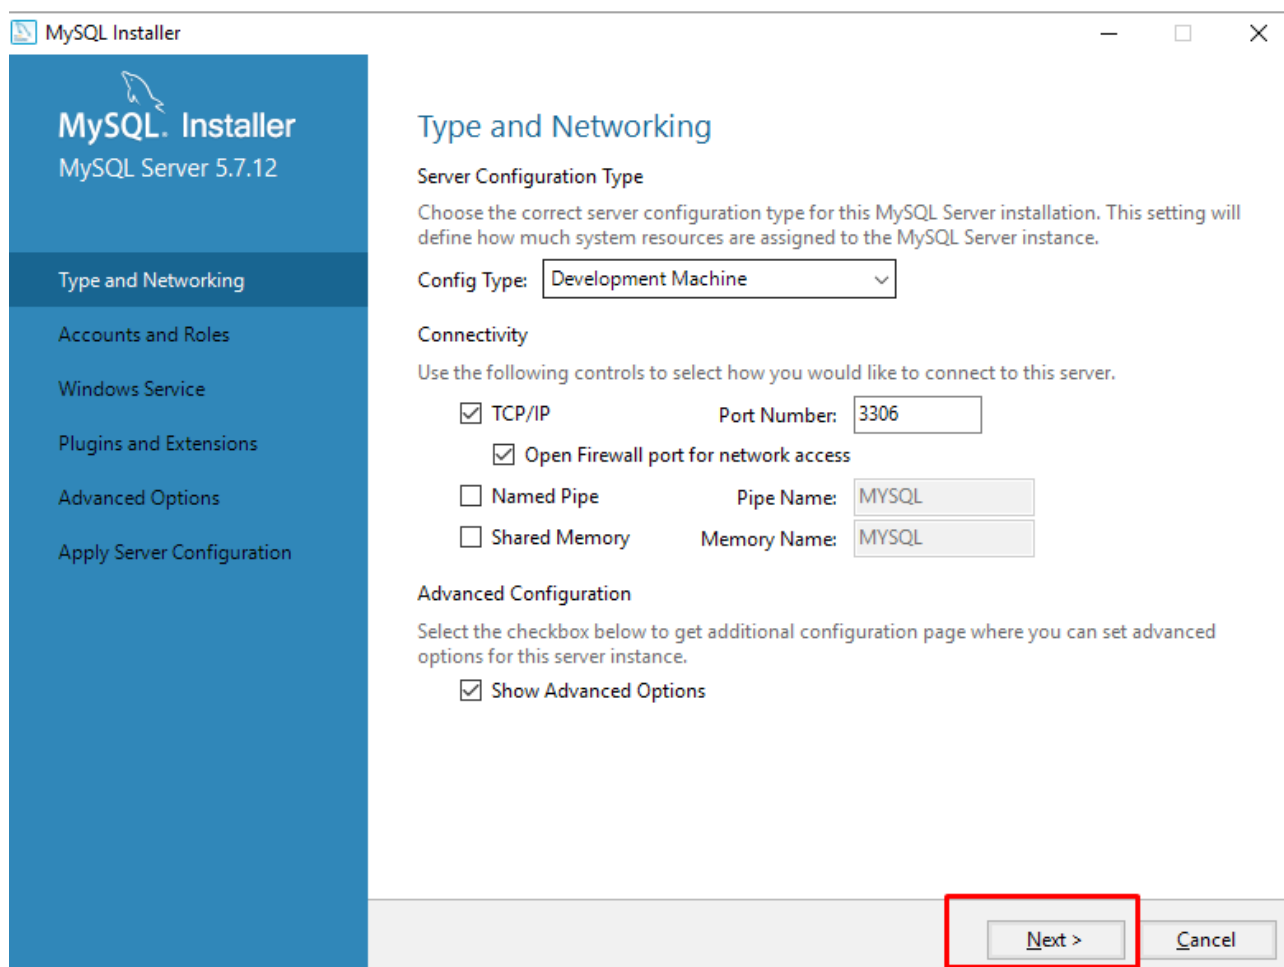 MySQL Installer
MySQL. Installer
MySQL Server 5.7.12
Type and Networking
Accounts and Roles
Windows Service
Plugins and Extensions
Advanced Options
Apply Server Configuration
Type and Networking
Server Configuration Type
Choose the correct server configuration type for this MySQL Server installation. This setting will
define how much system resources are assigned to the MySQL Server instance.
Config Type: Development Machine
Connectivity
Use the following controls to select how you would like to connect to this server.
TCP/IP Port Number: 3306
Open Firewall port for network access
Named Pipe Pipe Name: MYSQL
Shared Memory Memory Name: MYSQL
Advanced Configuration
Select the checkbox below to get additional configuration page where you can set advanced
options for this server instance.
Show Advanced Options
Next > Cancel